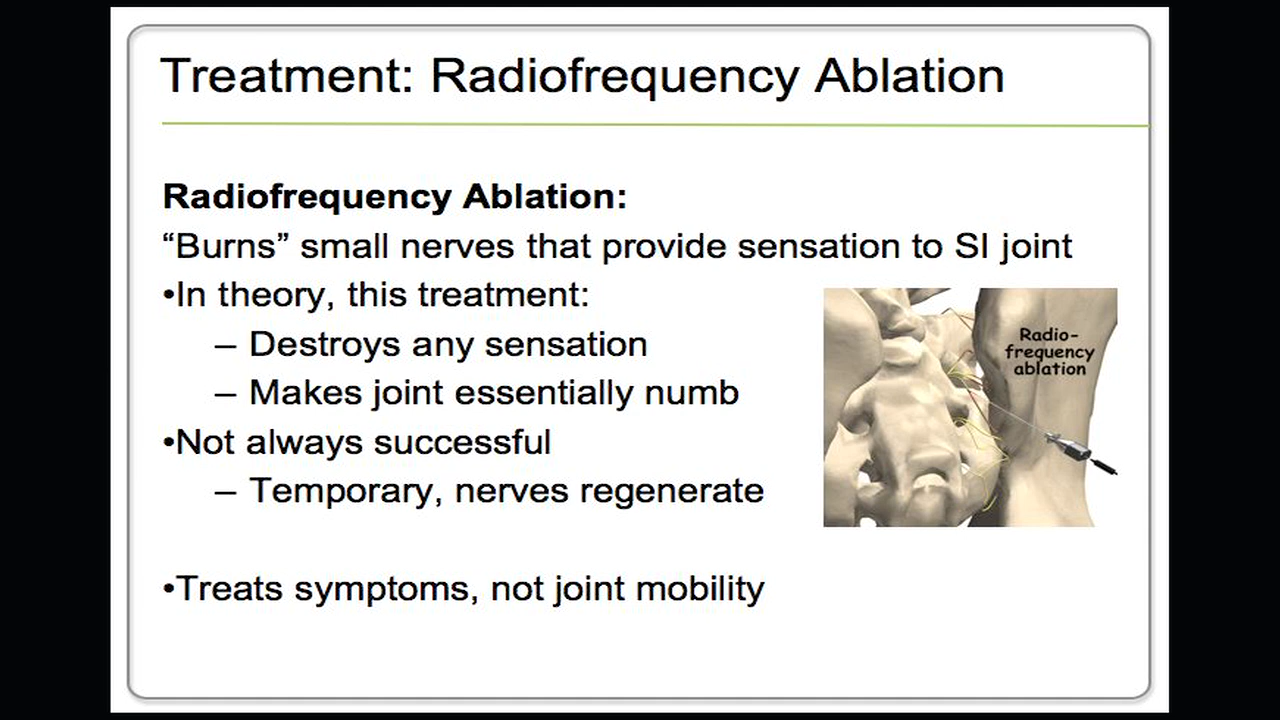 Treatment: Radiofrequency Ablation
Radiofrequency Ablation:
“Burns” small nerves that provide sensation to SI joint
•In theory, this treatment:
– Destroys any sensation
– Makes joint essentially numb
•Not always successful
– Temporary, nerves regenerate
•Treats symptoms, not joint mobility
Radio-
frequency
ablation